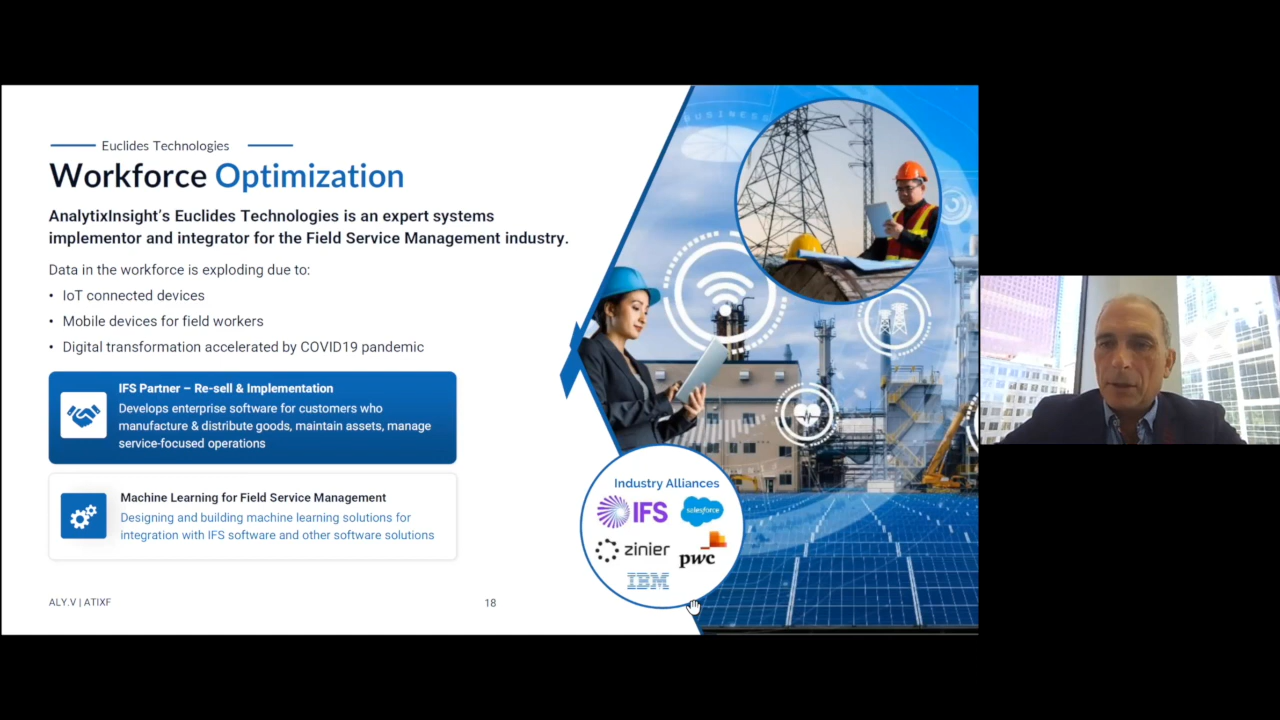 Euclides Technologies
Workforce Optimization
AnalytixInsight's Euclides Technologies is an expert systems
implementor and integrator for the Field Service Management industry.
Data in the workforce is exploding due to:
• IoT connected devices
• Mobile devices for field workers
• Digital transformation accelerated by COVID19 pandemic
IFS Partner – Re-sell & Implementation
Develops enterprise software for customers who
manufacture & distribute goods, maintain assets, manage
service-focused operations
Machine Learning for Field Service Management
Designing and building machine learning solutions for
integration with IFS software and other software solutions
ALY.V | ATIXF
18
BUSINESS
Industry Alliances
IFS
salesforce
zinier
pwc
IBM